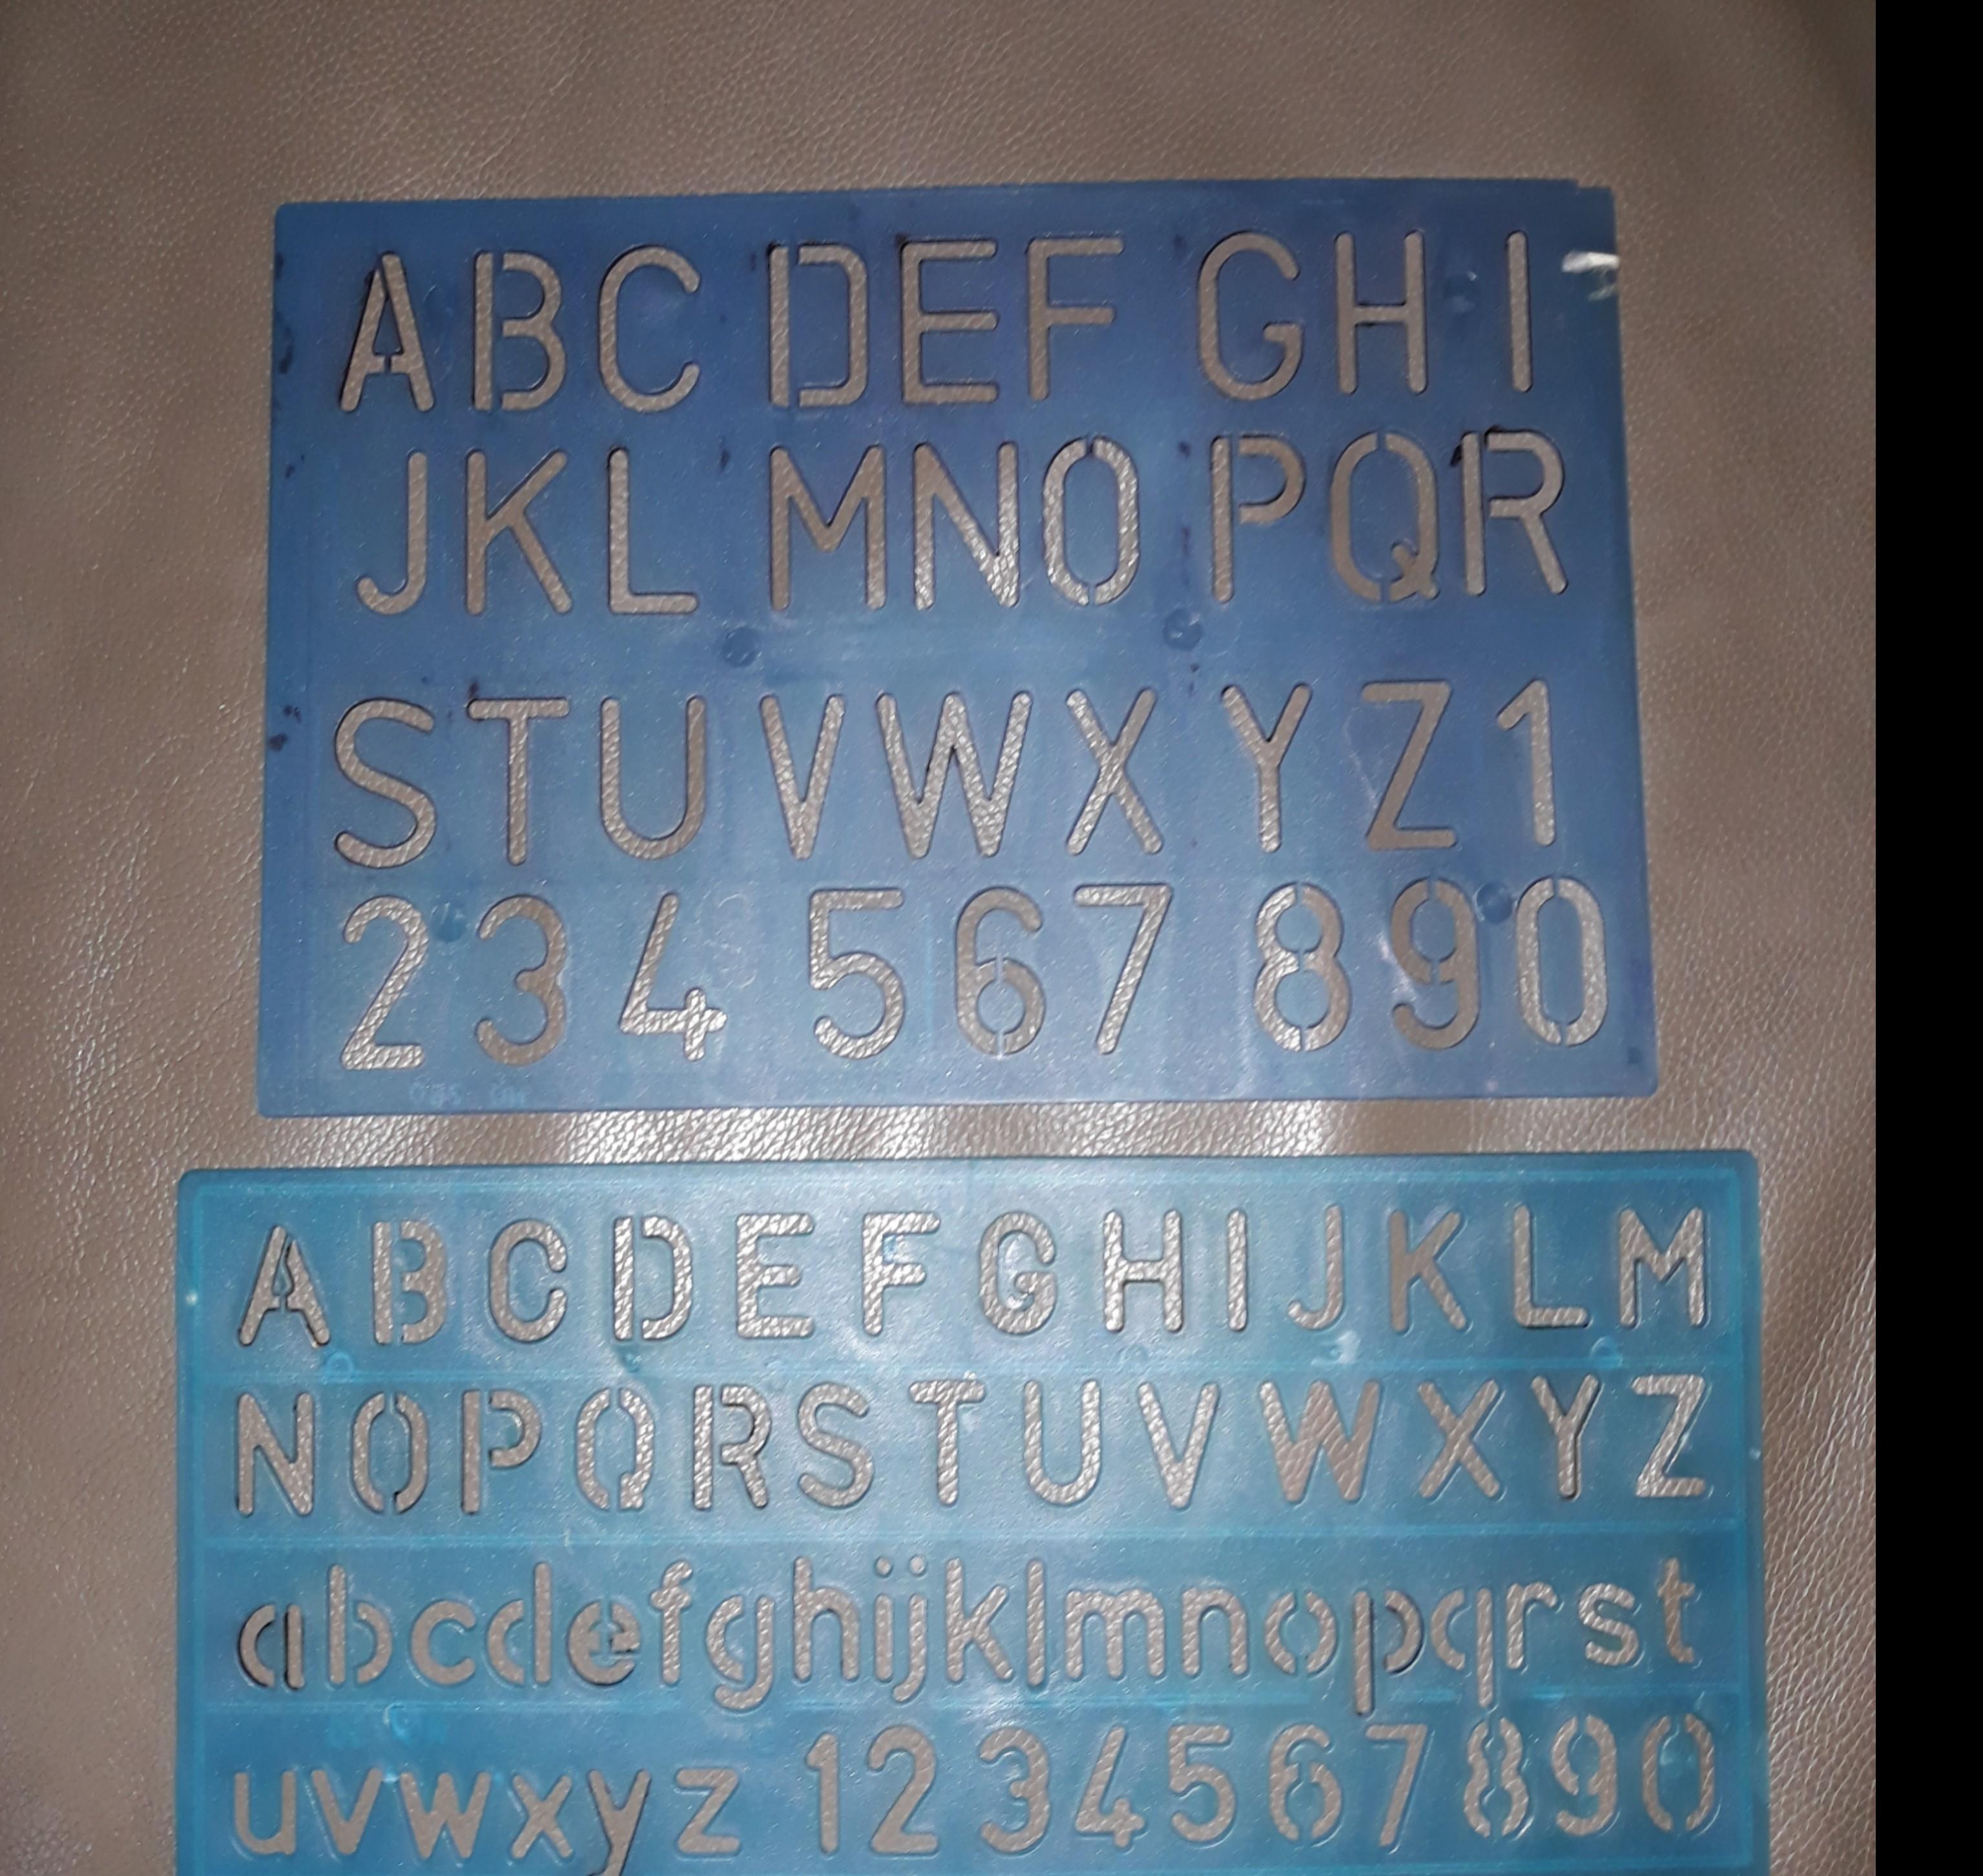 ABC DEF GHI
JKL MNO PQR
STU VWX YZ1
234 567 890
ABCDEFGHIJKLM
NOPQRSTUVWXYZ
abcdefghijklmnopqrst
uvwxyz 1234567890